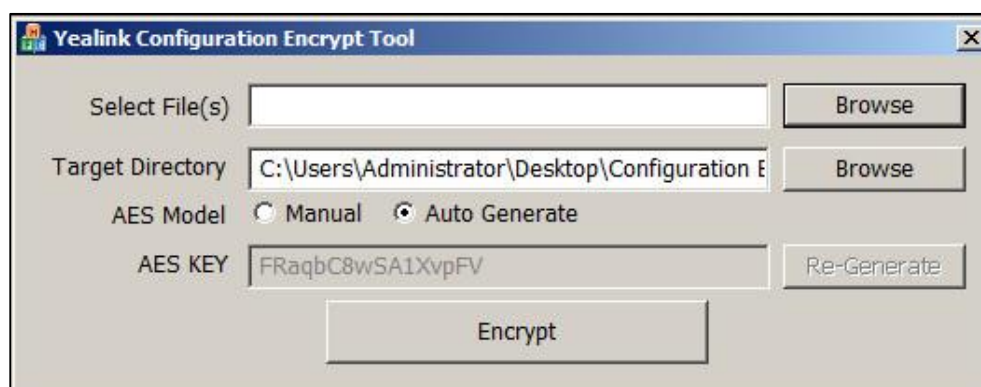 Yealink Configuration Encrypt Tool
Select File(s) Browse
Target Directory C:\Users\Administrator\Desktop\Configuration E Browse
AES Model Manual Auto Generate
AES KEY FRaqbC8wSA1XvpFV Re-Generate
Encrypt